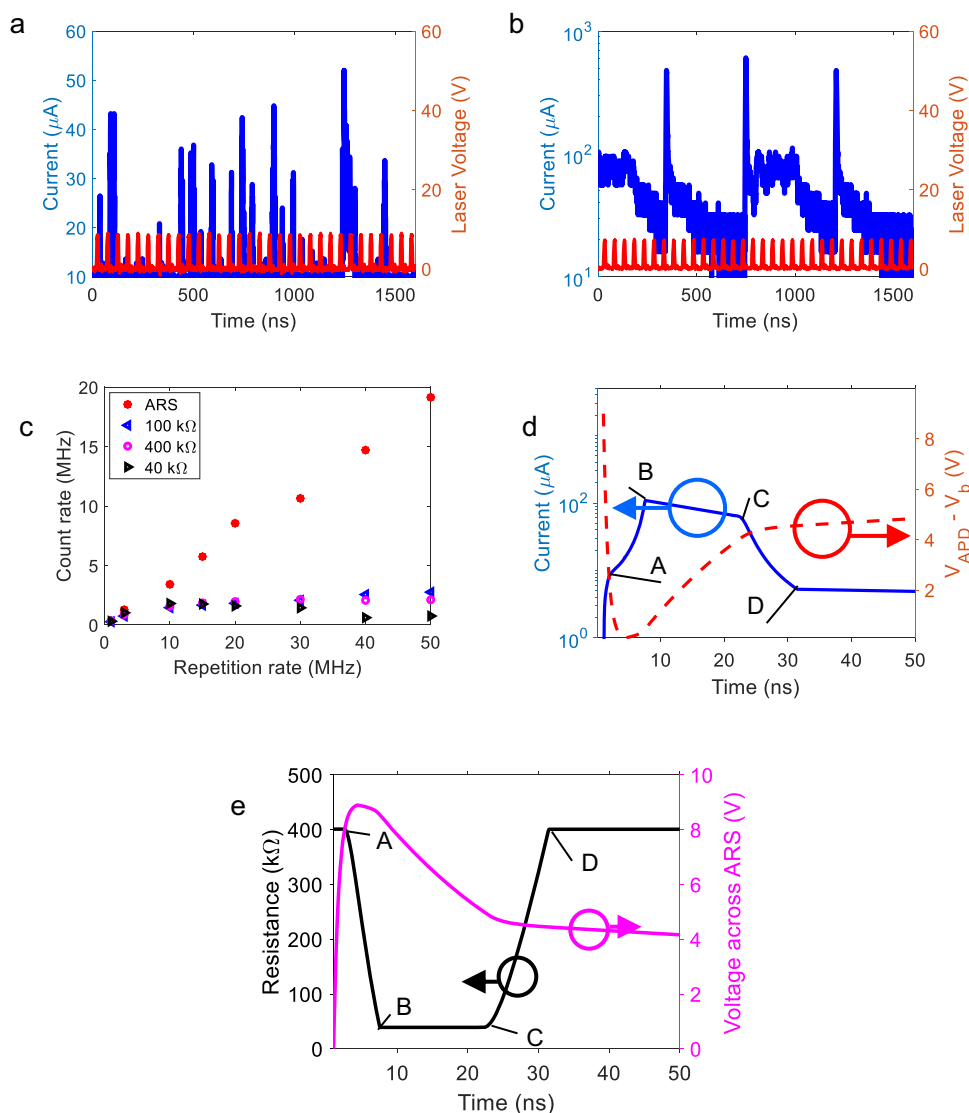 a
60
50
40
30
20
10
Current (μA)
0
500
1000
1500
Time (ns)
60
40
20
0
Laser Voltage (V)
b
10³
10²
10¹
Current (μA)
0
500
1000
1500
Time (ns)
60
40
20
0
Laser Voltage (V)
c
20
15
10
5
0
Count rate (MHz)
ARS
100 kΩ
400 kΩ
40 kΩ
0
10
20
30
40
50
Repetition rate (MHz)
d
10²
10⁰
Current (μA)
B
C
A
D
10
20
30
40
50
Time (ns)
8
6
4
2
V_APD - V_b (V)
e
500
400
300
200
100
0
Resistance (kΩ)
A
D
B
C
10
20
30
40
50
Time (ns)
10
8
6
4
2
0
Voltage across ARS (V)